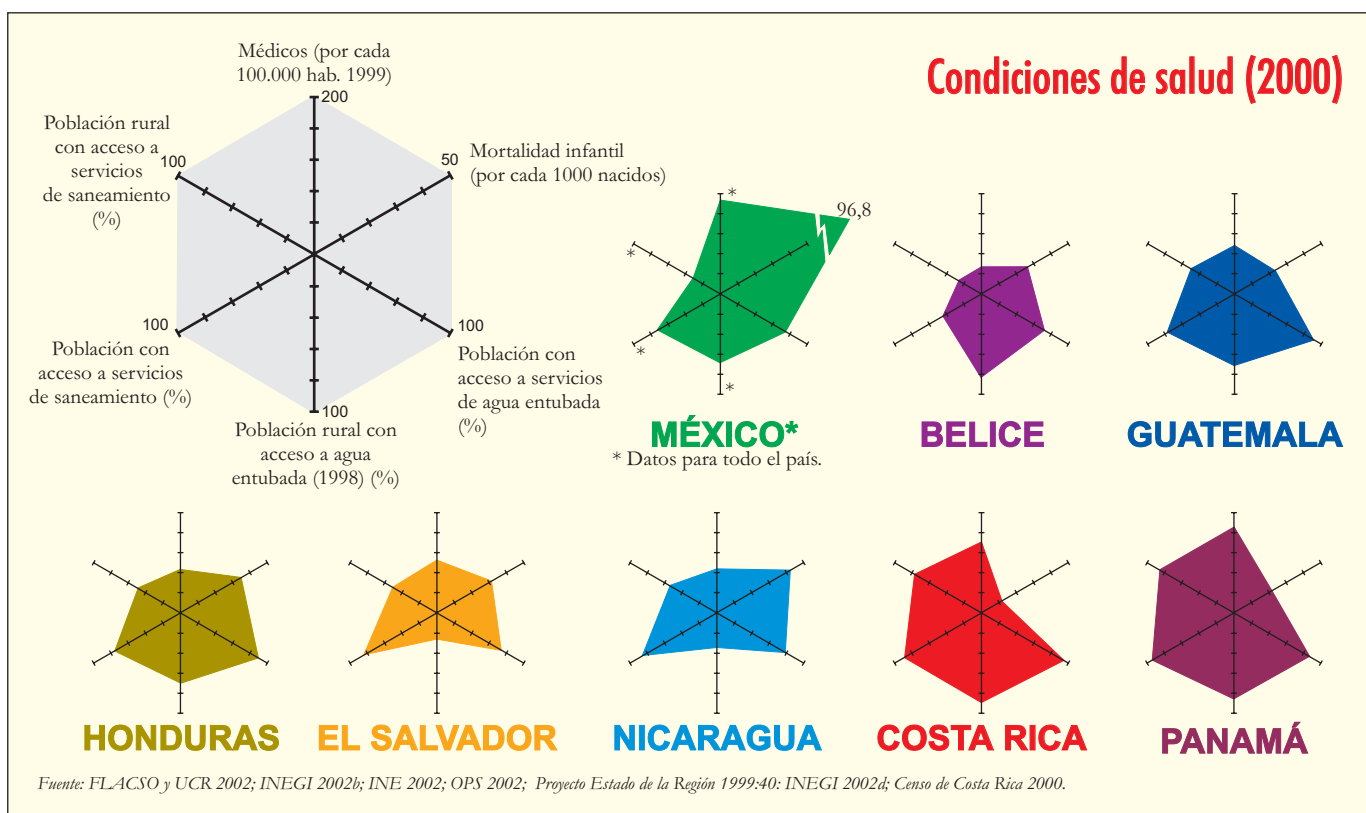 Condiciones de salud (2000)
Médicos (por cada
100.000 hab. 1999)
200
Población rural
con acceso a
servicios
de saneamiento
(%)
100
50
Mortalidad infantil
(por cada 1000 nacidos)
100
Población con
acceso a servicios
de saneamiento (%)
100
Población con
acceso a servicios
de agua entubada
(%)
100
Población rural con
acceso a agua
entubada (1998) (%)
*
96,8
*
*
*
MÉXICO*
* Datos para todo el país.
BELICE
GUATEMALA
HONDURAS
EL SALVADOR
NICARAGUA
COSTA RICA
PANAMÁ
Fuente: FLACSO y UCR 2002; INEGI 2002b; INE 2002; OPS 2002; Proyecto Estado de la Región 1999:40: INEGI 2002d; Censo de Costa Rica 2000.